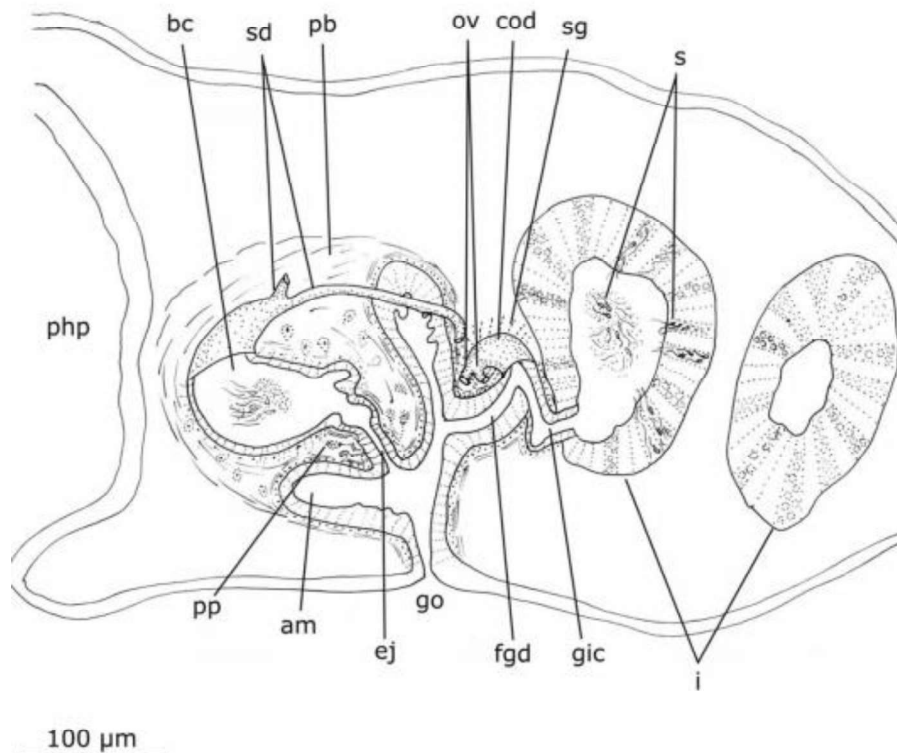 bc sd pb ov cod sg s
php
pp am ej go fgd gic i
100 µm